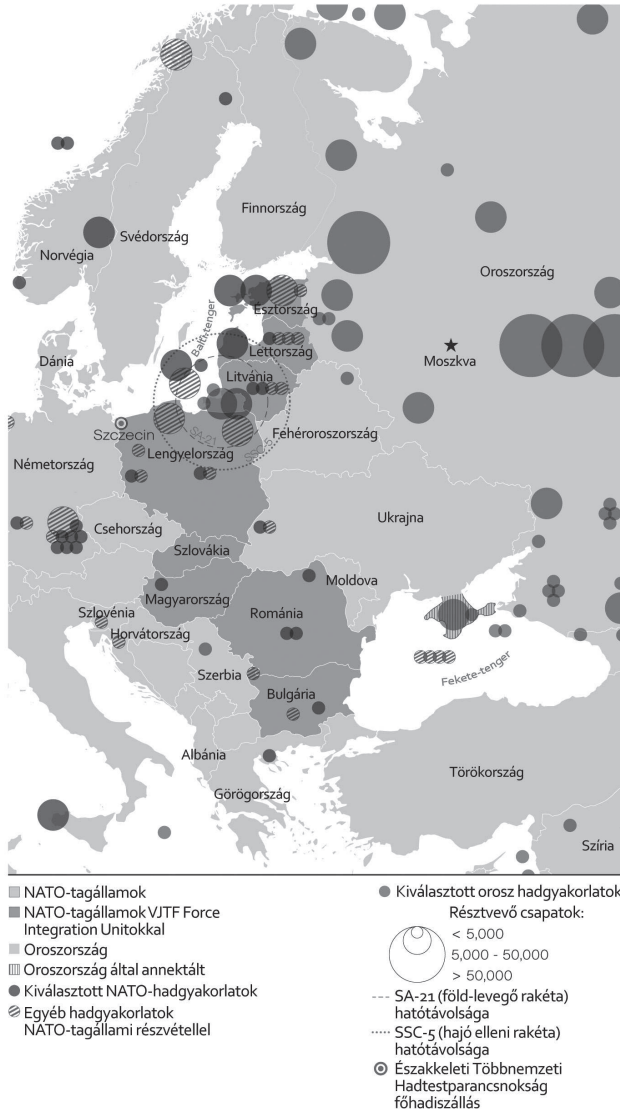 Finnország
Svédország
Norvégia
Oroszország
Észtország
Balti-tenger
Lettország
Moszkva
Dánia
Litvánia
Szczecin
SA-21
SSC-5
Fehéroroszország
Lengyelország
Németország
Ukrajna
Csehország
Szlovákia
Moldova
Magyarország
Szlovénia
Románia
Horvátország
Szerbia
Fekete-tenger
Bulgária
Albánia
Törökország
Görögország
Szíria
NATO-tagállamok
NATO-tagállamok VJTF Force
Integration Unitokkal
Oroszország
Oroszország által annektált
Kiválasztott NATO-hadgyakorlatok
Egyéb hadgyakorlatok
NATO-tagállami részvétellel
Kiválasztott orosz hadgyakorlatok
Résztvevő csapatok:
< 5,000
5,000 - 50,000
> 50,000
SA-21 (föld-levegő rakéta)
hatótávolsága
SSC-5 (hajó elleni rakéta)
hatótávolsága
Északkeleti Többnemzeti
Hadtestparancsnokság
főhadiszállás